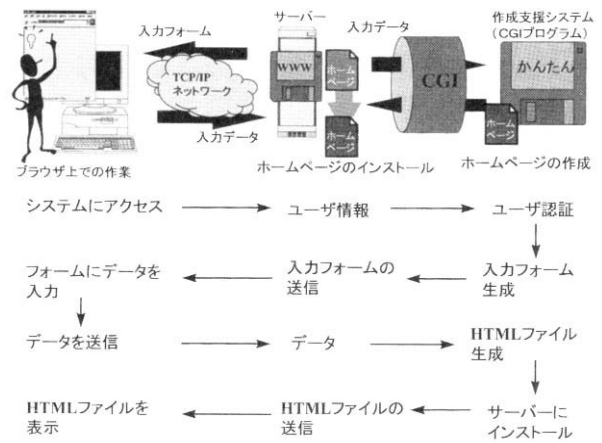 入力フォーム
サーバー
入力データ
作成支援システム
(CGIプログラム)
TCP/IP
ネットワーク
入力データ
WWW
ホーム
ページ
ホーム
ページ
CGI
かんたん
ホーム
ページ
ブラウザ上での作業
ホームページのインストール
ホームページの作成
システムにアクセス
ユーザ情報
ユーザ認証
フォームにデータを
入力
入力フォームの
送信
入力フォーム
生成
データを送信
データ
HTMLファイル
生成
HTMLファイルを
表示
HTMLファイルの
送信
サーバーに
インストール